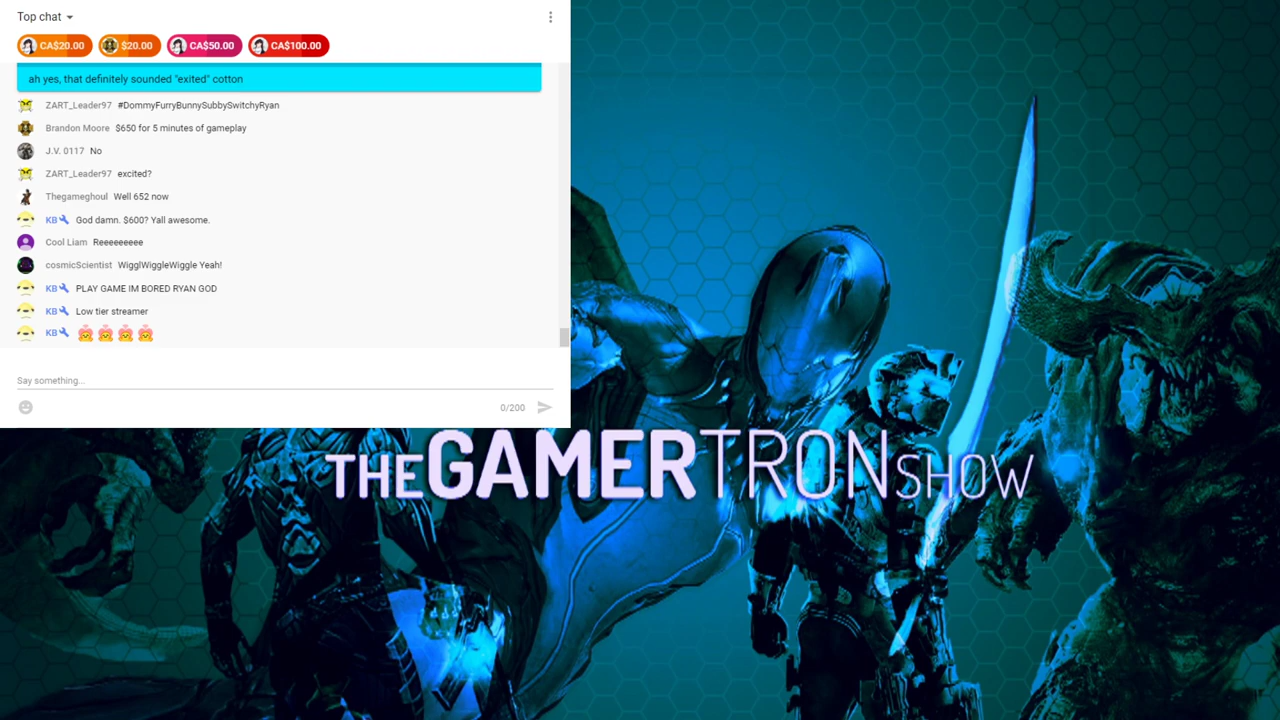 Top chat
CA$20.00 $20.00 CA$50.00 CA$100.00
ah yes, that definitely sounded "exited" cotton
ZART_Leader97 #DommyFurryBunnySubbySwitchyRyan
Brandon Moore $650 for 5 minutes of gameplay
J.V. 0117 No
ZART_Leader97 excited?
Thegameghoul Well 652 now
KB God damn. $600? Yall awesome.
Cool Liam Reeeeeeeee
cosmicScientist WigglWiggleWiggle Yeah!
KB PLAY GAME IM BORED RYAN GOD
KB Low tier streamer
KB
Say something...
0/200
THEGAMERTRONSHOW